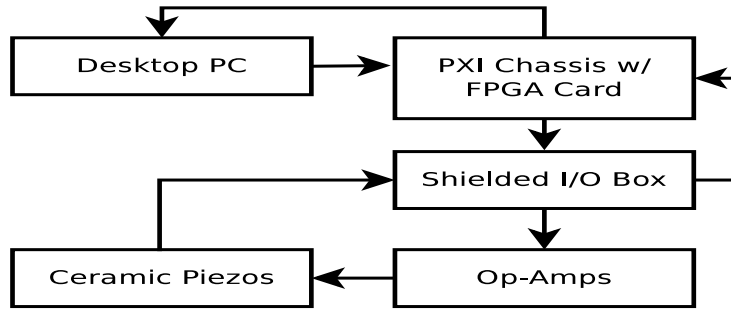 Desktop PC
PXI Chassis w/
FPGA Card
Shielded I/O Box
Ceramic Piezos
Op-Amps